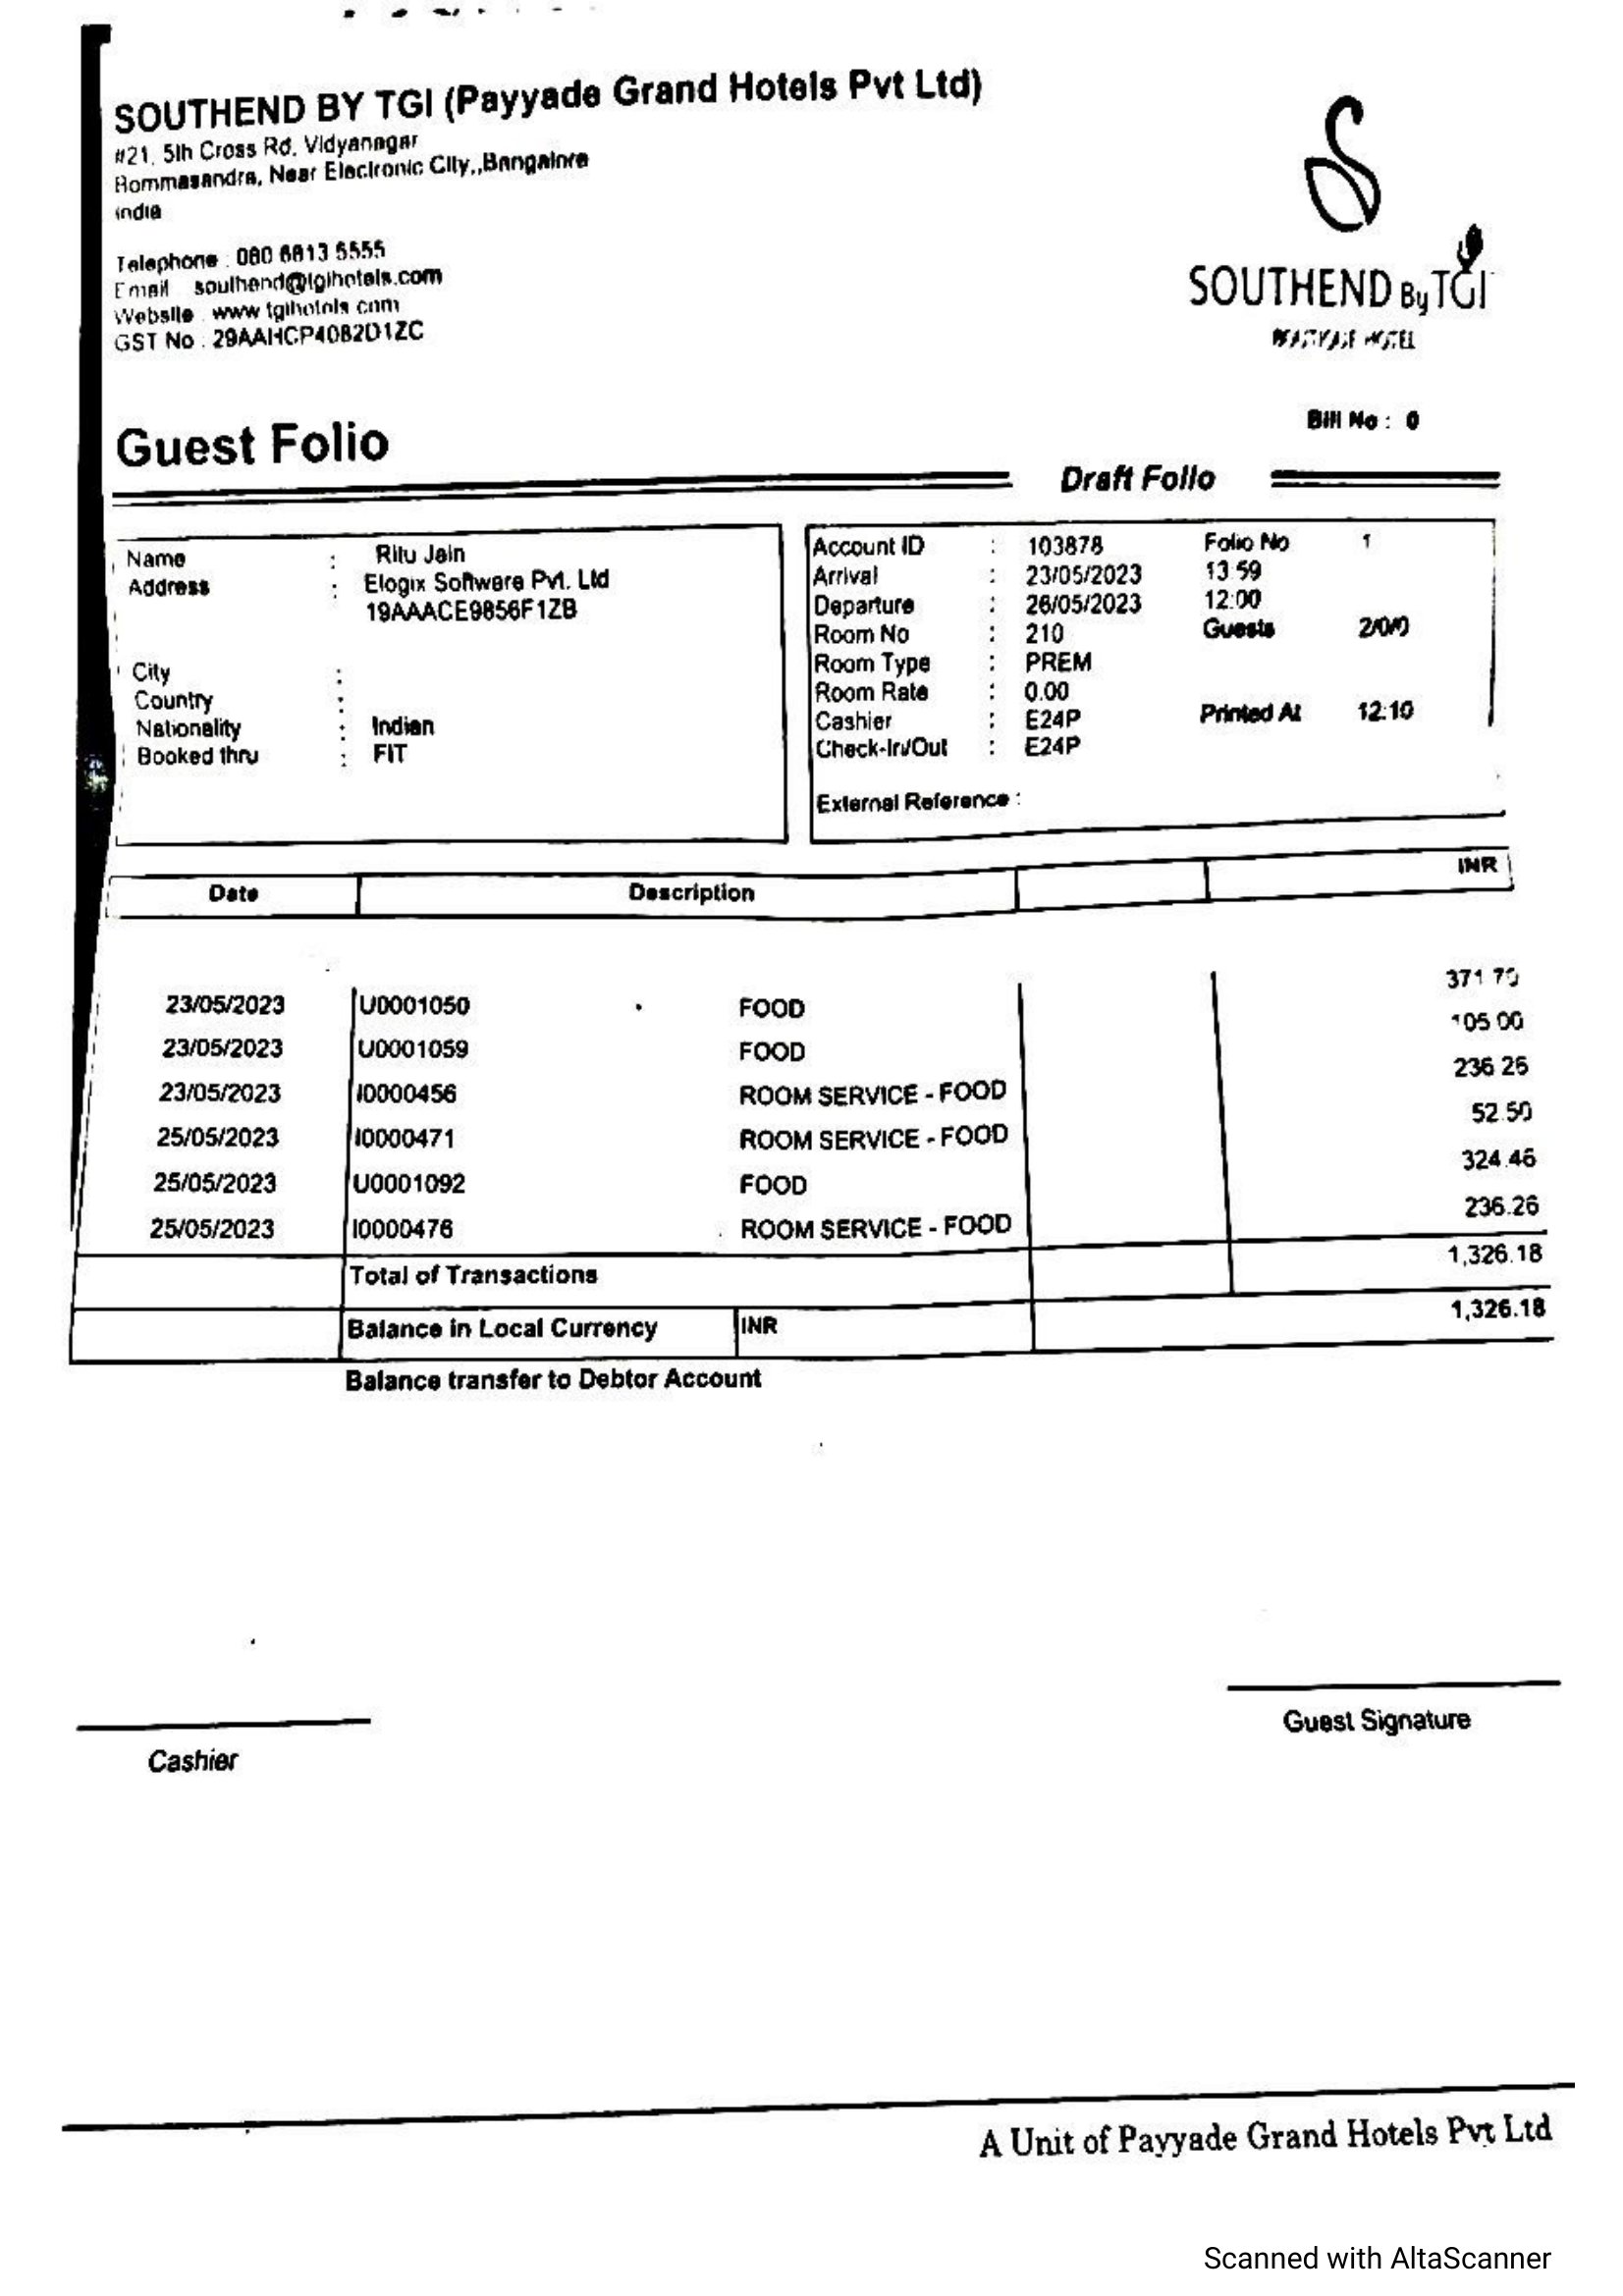 SOUTHEND BY TGI (Payyade Grand Hotels Pvt Ltd)
#21, 5th Cross Rd, Vidyanagar
Bommasandra, Near Electronic City,,Bangalore
India
Telephone : 080 6813 5555
Email southend@tgihotels.com
Website www tgihotels com
GST No . 29AAHCP4082D1ZC
SOUTHEND By TGI
HOTEL
Bill No : 0
Guest Folio
Draft Folio
Name : Ritu Jain
Address : Elogix Software Pvt. Ltd
19AAACE9856F1ZB
City :
Country :
Nationality : Indian
Booked thru : FIT
Account ID : 103878 Folio No 1
Arrival : 23/05/2023 13 59
Departure : 26/05/2023 12:00
Room No : 210 Guests 2/0/0
Room Type : PREM
Room Rate : 0.00
Cashier : E24P Printed At 12:10
Check-In/Out : E24P
External Reference :
Date Description INR
23/05/2023 U0001050 FOOD 371 70
23/05/2023 U0001059 FOOD 105 00
23/05/2023 I0000456 ROOM SERVICE - FOOD 236 26
25/05/2023 I0000471 ROOM SERVICE - FOOD 52.50
25/05/2023 U0001092 FOOD 324.46
25/05/2023 I0000476 ROOM SERVICE - FOOD 236.26
Total of Transactions 1,326.18
Balance in Local Currency INR 1,326.18
Balance transfer to Debtor Account
Cashier
Guest Signature
A Unit of Payyade Grand Hotels Pvt Ltd
Scanned with AltaScanner